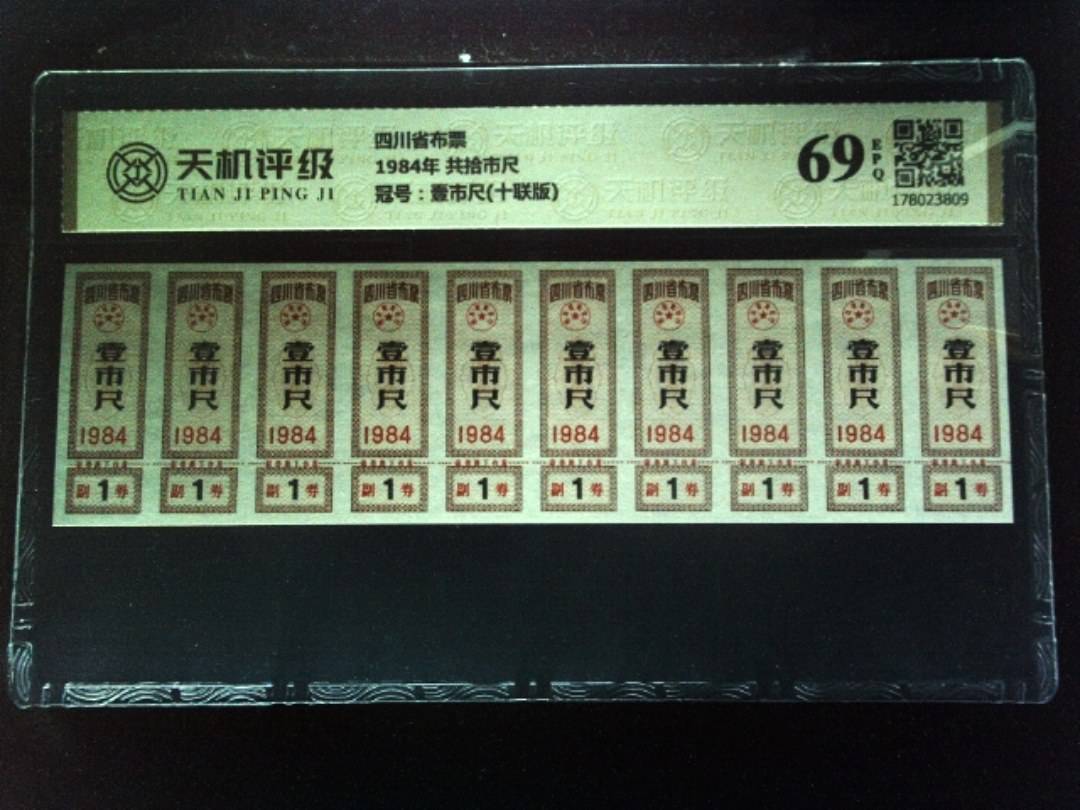 天机评级
TIAN JI PING JI
四川省布票
1984年 共拾市尺
冠号：壹市尺(十联版)
69
EPQ
178023809
四川省布票 四川省布票 四川省布票 四川省布票 四川省布票 四川省布票 四川省布票 四川省布票 四川省布票 四川省布票
壹市尺 壹市尺 壹市尺 壹市尺 壹市尺 壹市尺 壹市尺 壹市尺 壹市尺 壹市尺
1984 1984 1984 1984 1984 1984 1984 1984 1984 1984
副1券 副1券 副1券 副1券 副1券 副1券 副1券 副1券 副1券 副1券